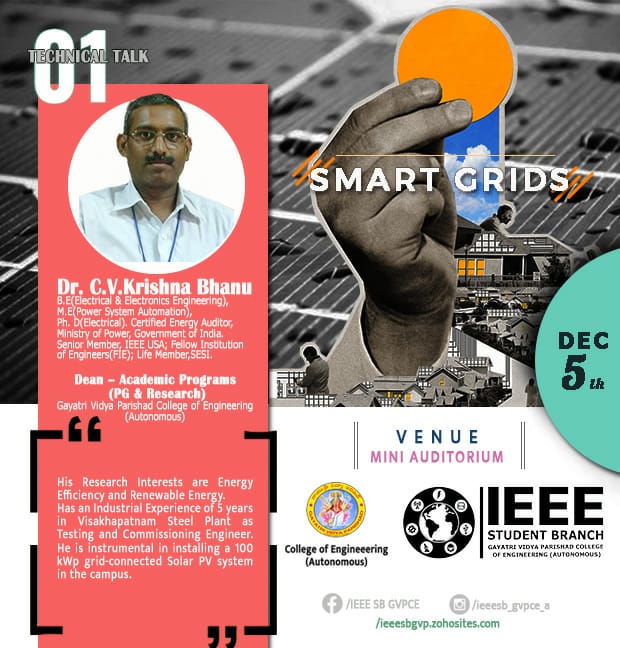 TECHNICAL TALK
01
SMART GRIDS
Dr. C.V.Krishna Bhanu
B.E(Electrical & Electronics Engineering),
M.E(Power System Automation),
Ph. D(Electrical). Certified Energy Auditor,
Ministry of Power, Government of India.
Senior Member, IEEE USA; Fellow Institution
of Engineers(FIE); Life Member,SESI.
Dean – Academic Programs
(PG & Research)
Gayatri Vidya Parishad College of Engineering
(Autonomous)
DEC
5th
“
His Research Interests are Energy
Efficiency and Renewable Energy.
Has an Industrial Experience of 5 years
in Visakhapatnam Steel Plant as
Testing and Commissioning Engineer.
He is instrumental in installing a 100
kWp grid-connected Solar PV system
in the campus.
”
VENUE
MINI AUDITORIUM
College of Engineering
(Autonomous)
IEEE
STUDENT BRANCH
GAYATRI VIDYA PARISHAD COLLEGE
OF ENGINEERING (AUTONOMOUS)
/IEEE SB GVPCE
/ieeesb_gvpce_a
/ieeesbgvp.zohosites.com